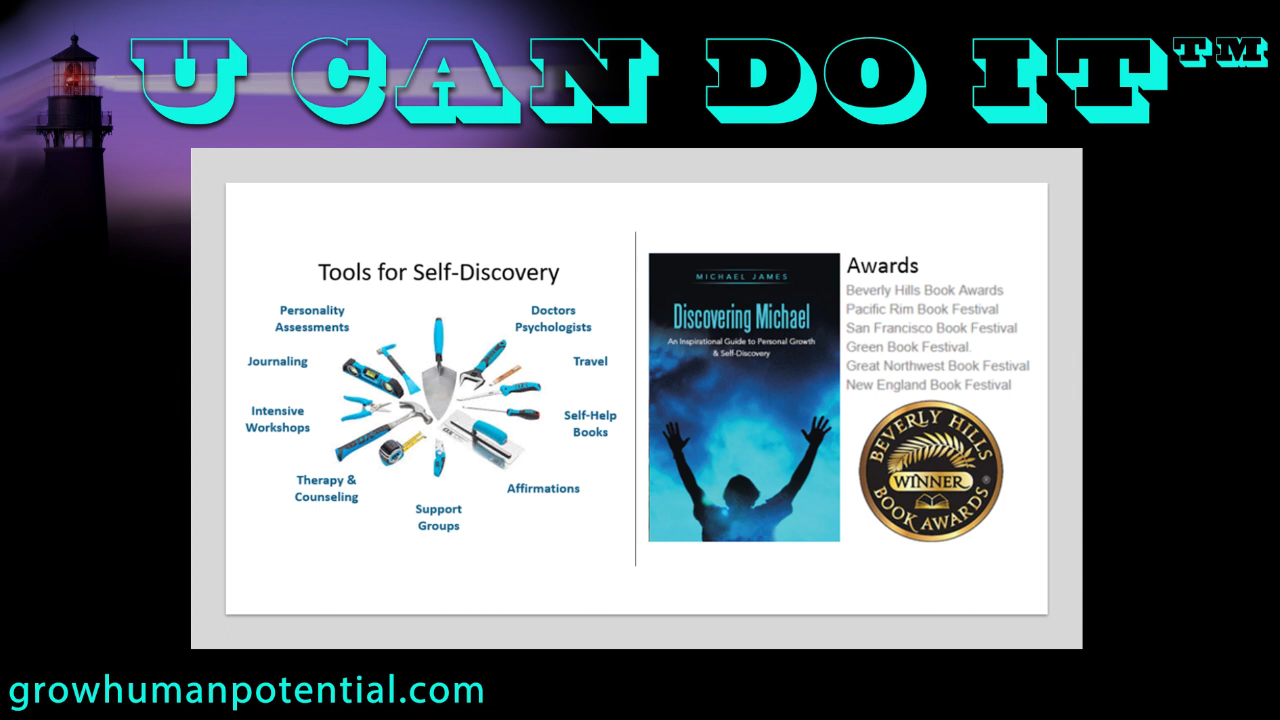 U CAN DO IT™
Tools for Self-Discovery
Personality
Assessments
Doctors
Psychologists
Journaling
Travel
Intensive
Workshops
Self-Help
Books
Therapy &
Counseling
Affirmations
Support
Groups
MICHAEL JAMES
Discovering Michael
An Inspirational Guide to Personal Growth
& Self-Discovery
Awards
Beverly Hills Book Awards
Pacific Rim Book Festival
San Francisco Book Festival
Green Book Festival.
Great Northwest Book Festival
New England Book Festival
BEVERLY HILLS
WINNER
BOOK AWARDS®
growhumanpotential.com